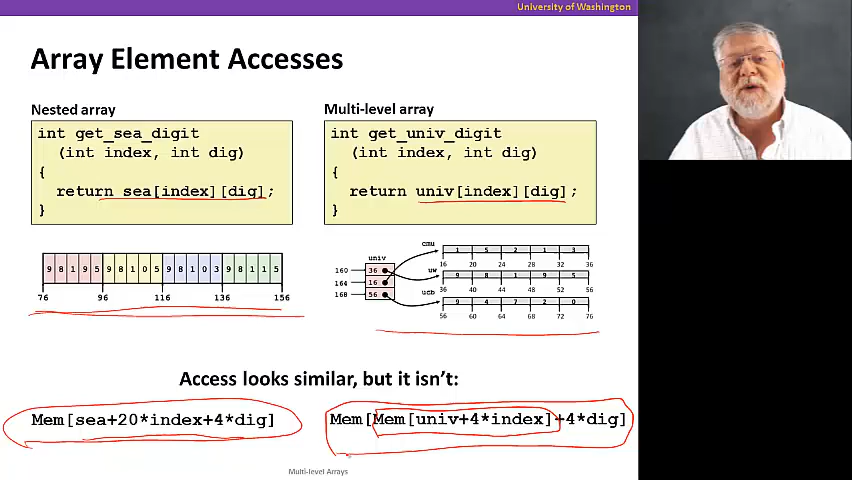 University of Washington
Array Element Accesses
Nested array
int get_sea_digit
(int index, int dig)
{
return sea[index][dig];
}
Multi-level array
int get_univ_digit
(int index, int dig)
{
return univ[index][dig];
}
9 8 1 9 5 9 8 1 0 5 9 8 1 0 3 9 8 1 1 5
76 96 116 136 156
univ
160 36
164 16
168 56
cmu
1 5 2 1 3
16 20 24 28 32 36
uw
9 8 1 9 5
36 40 44 48 52 56
ucb
9 4 7 2 0
56 60 64 68 72 76
Access looks similar, but it isn't:
Mem[sea+20*index+4*dig]
Mem[Mem[univ+4*index]+4*dig]
Multi-level Arrays